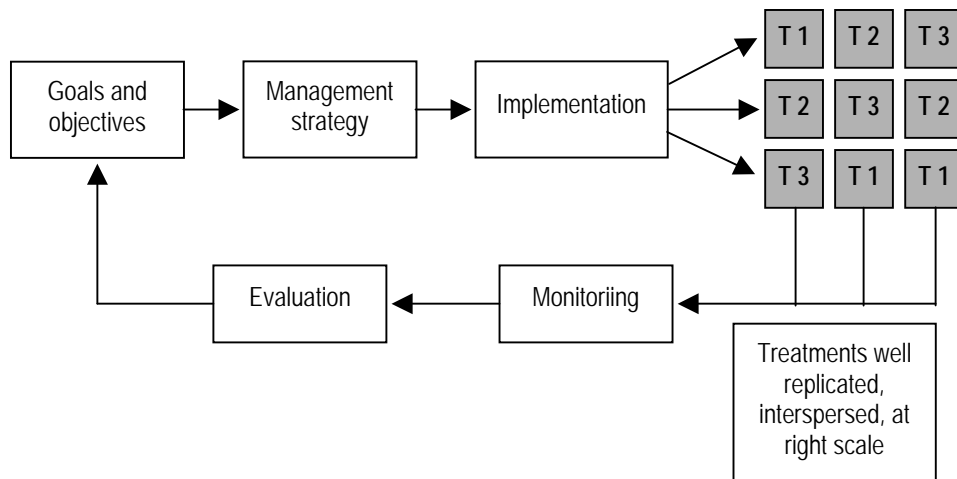 Goals and
objectives
Management
strategy
Implementation
T 1 T 2 T 3
T 2 T 3 T 2
T 3 T 1 T 1
Evaluation
Monitoriing
Treatments well
replicated,
interspersed, at
right scale